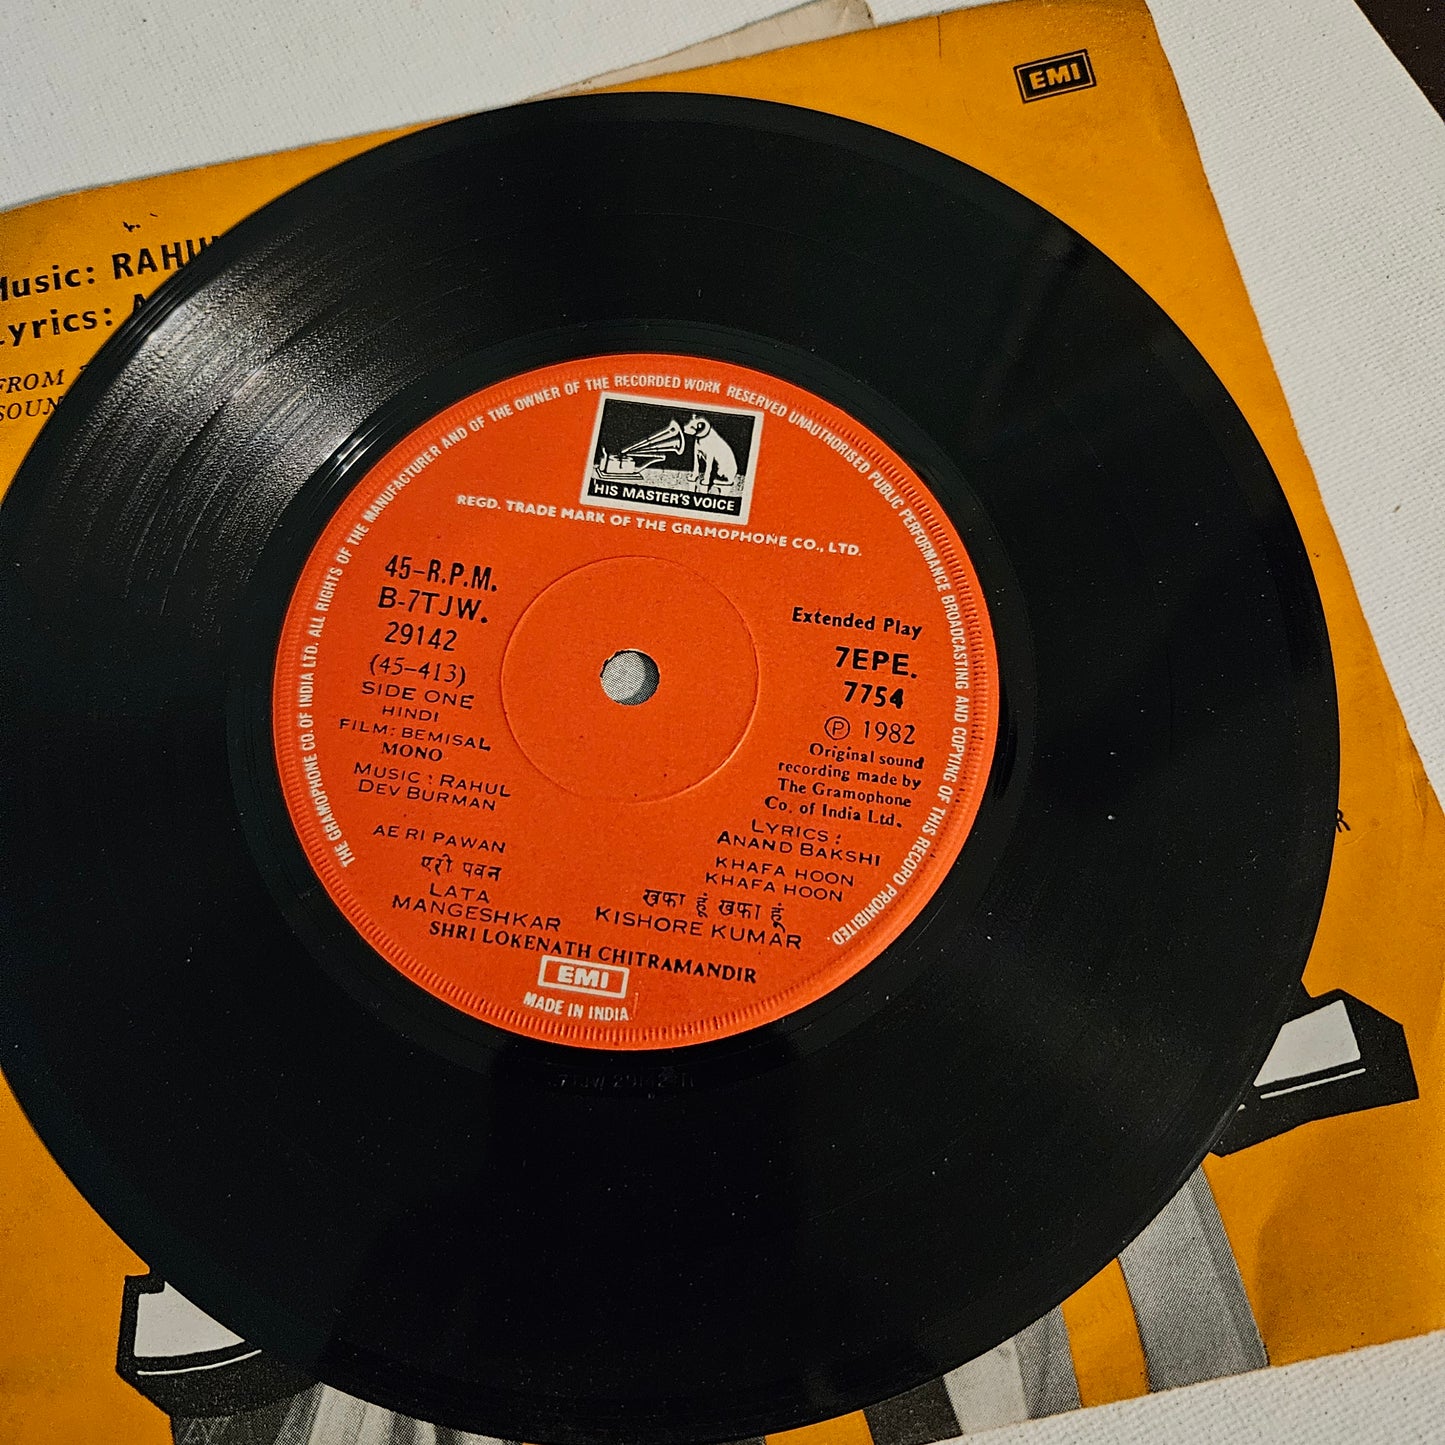 EMI
Music: RAHUL
Lyrics:
FROM
THE GRAMOPHONE CO. OF INDIA LTD. ALL RIGHTS OF THE MANUFACTURER AND OF THE OWNER OF THE RECORDED WORK RESERVED UNAUTHORISED PUBLIC PERFORMANCE BROADCASTING AND COPYING OF THIS RECORD PROHIBITED
HIS MASTER'S VOICE
REGD. TRADE MARK OF THE GRAMOPHONE CO., LTD.
45-R.P.M.
B-7TJW.
29142
(45-413)
SIDE ONE
HINDI
FILM: BEMISAL
MONO
MUSIC: RAHUL
DEV BURMAN
Extended Play
7EPE.
7754
℗ 1982
Original sound
recording made by
The Gramophone
Co. of India Ltd.
LYRICS:
ANAND BAKSHI
AE RI PAWAN
एरी पवन
LATA
MANGESHKAR
KHAFA HOON
KHAFA HOON
खफा हूं खफा हूं
KISHORE KUMAR
SHRI LOKENATH CHITRAMANDIR
EMI
MADE IN INDIA